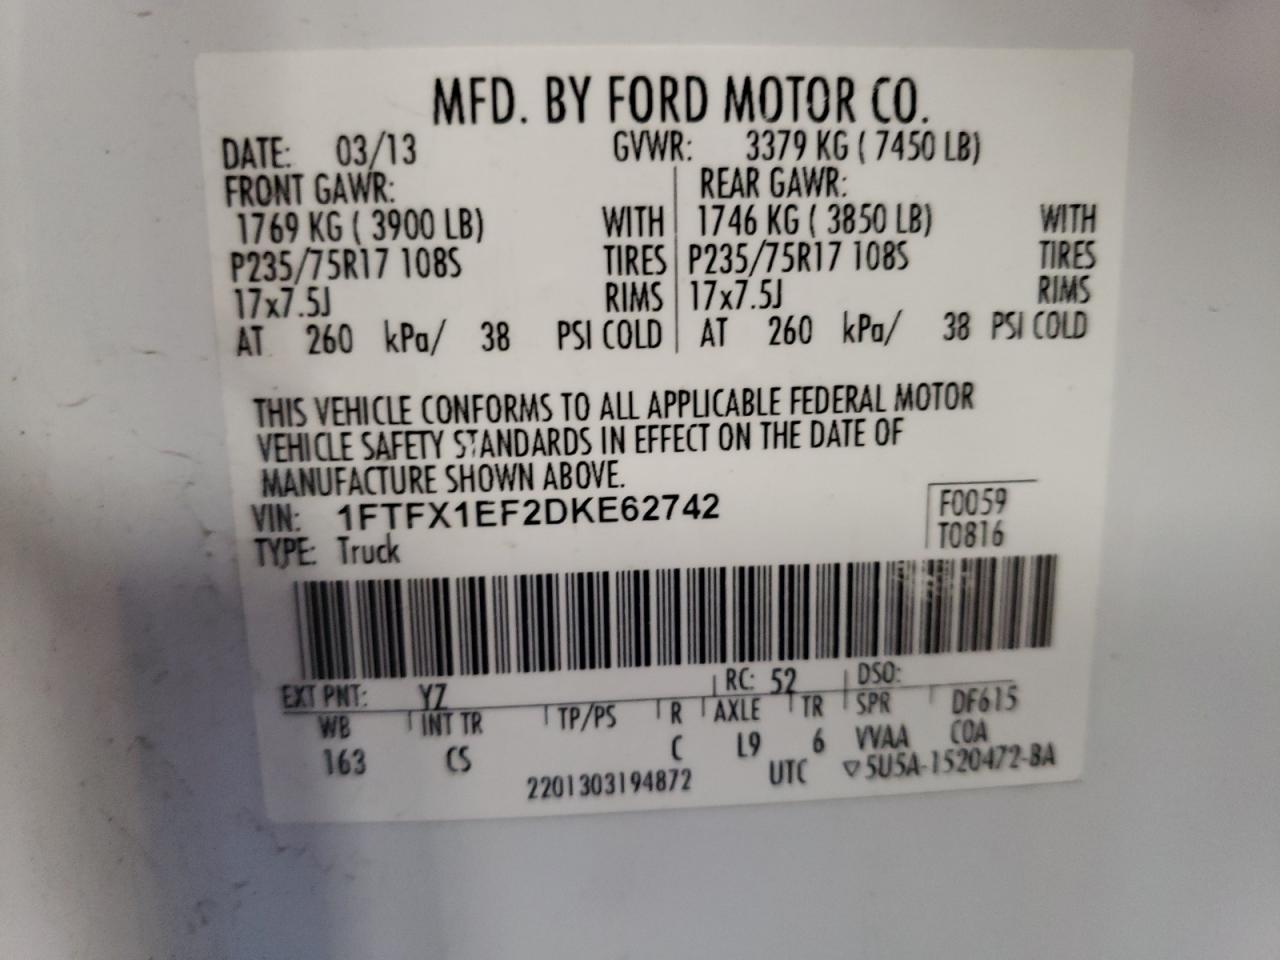 MFD. BY FORD MOTOR CO.
DATE: 03/13 GVWR: 3379 KG ( 7450 LB)
FRONT GAWR: REAR GAWR:
1769 KG ( 3900 LB) WITH 1746 KG ( 3850 LB) WITH
P235/75R17 108S TIRES P235/75R17 108S TIRES
17x7.5J RIMS 17x7.5J RIMS
AT 260 kPa/ 38 PSI COLD AT 260 kPa/ 38 PSI COLD
THIS VEHICLE CONFORMS TO ALL APPLICABLE FEDERAL MOTOR
VEHICLE SAFETY STANDARDS IN EFFECT ON THE DATE OF
MANUFACTURE SHOWN ABOVE.
VIN: 1FTFX1EF2DKE62742 F0059
TYPE: Truck T0816
EXT PNT: YZ RC: 52 DSO:
WB INT TR TP/PS R AXLE TR SPR DF615
163 CS C L9 6 VVAA COA
2201303194872 UTC ▽5U5A-1520472-BA